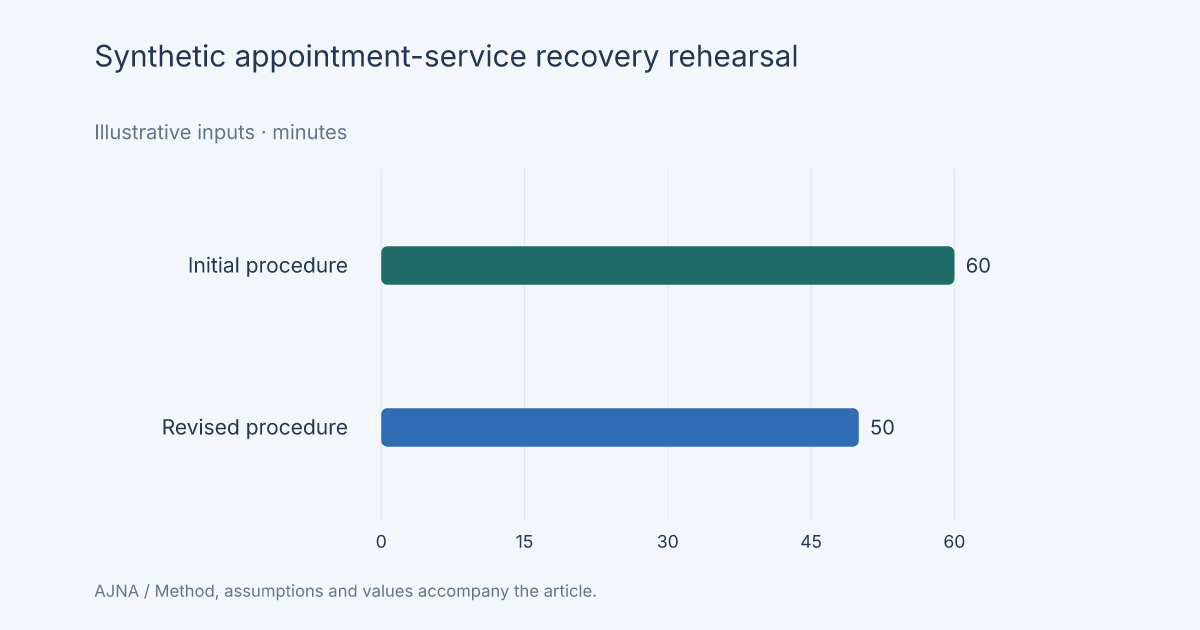 Synthetic appointment-service recovery rehearsal
Illustrative inputs · minutes
Initial procedure 60
Revised procedure 50
0 15 30 45 60
AJNA / Method, assumptions and values accompany the article.